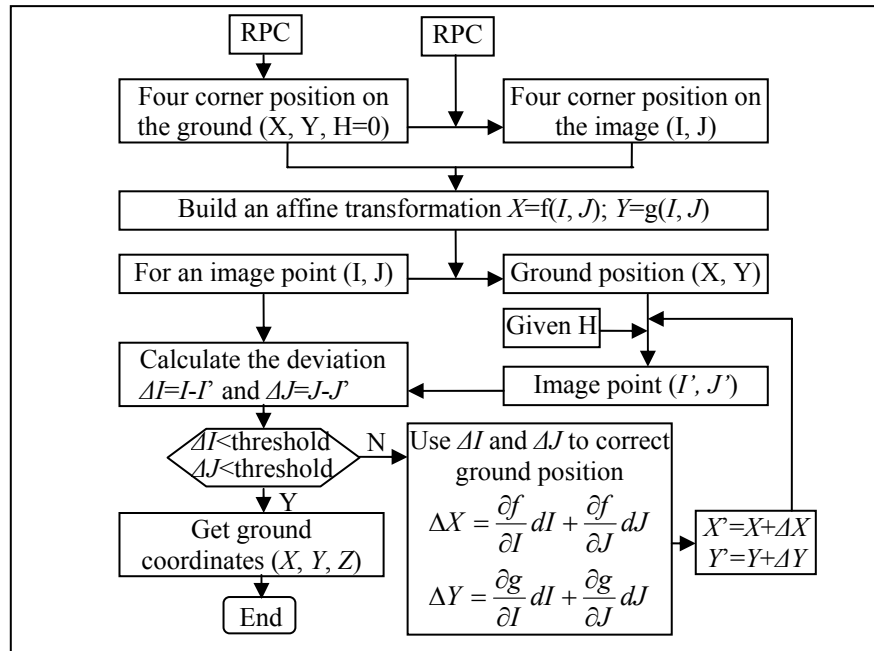 RPC
RPC
Four corner position on
the ground (X, Y, H=0)
Four corner position on
the image (I, J)
Build an affine transformation X=f(I, J); Y=g(I, J)
For an image point (I, J)
Ground position (X, Y)
Given H
Calculate the deviation
ΔI=I-I’ and ΔJ=J-J’
Image point (I’, J’)
ΔI<threshold
ΔJ<threshold
N
Y
Use ΔI and ΔJ to correct
ground position
ΔX = ∂f/∂I dI + ∂f/∂J dJ
ΔY = ∂g/∂I dI + ∂g/∂J dJ
X’=X+ΔX
Y’=Y+ΔY
Get ground
coordinates (X, Y, Z)
End